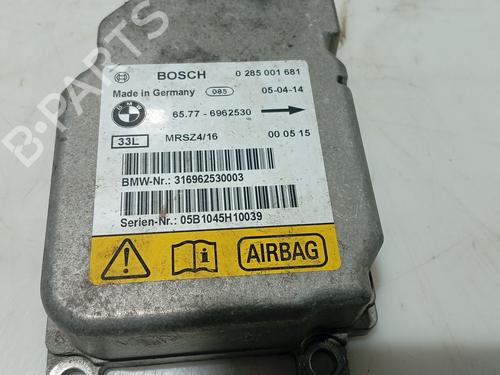 B-PARTS
BOSCH 0 285 001 681
Made in Germany 085 05-04-14
BMW
65.77 - 6962530
33L MRSZ4/16 00 05 15
BMW-Nr.: 316962530003
Serien-Nr.: 05B1045H10039
AIRBAG